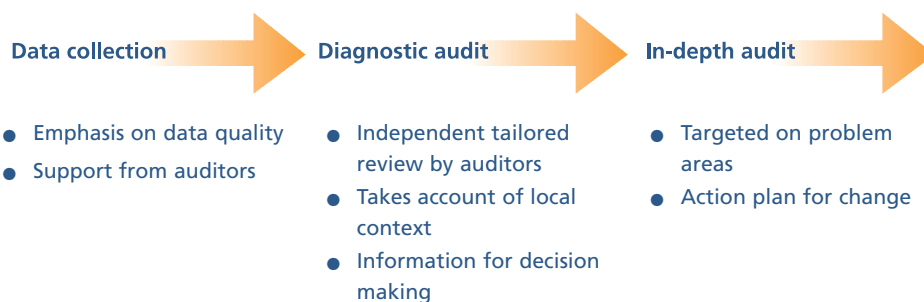 Data collection
Diagnostic audit
In-depth audit
● Emphasis on data quality
● Support from auditors
● Independent tailored
review by auditors
● Takes account of local
context
● Information for decision
making
● Targeted on problem
areas
● Action plan for change